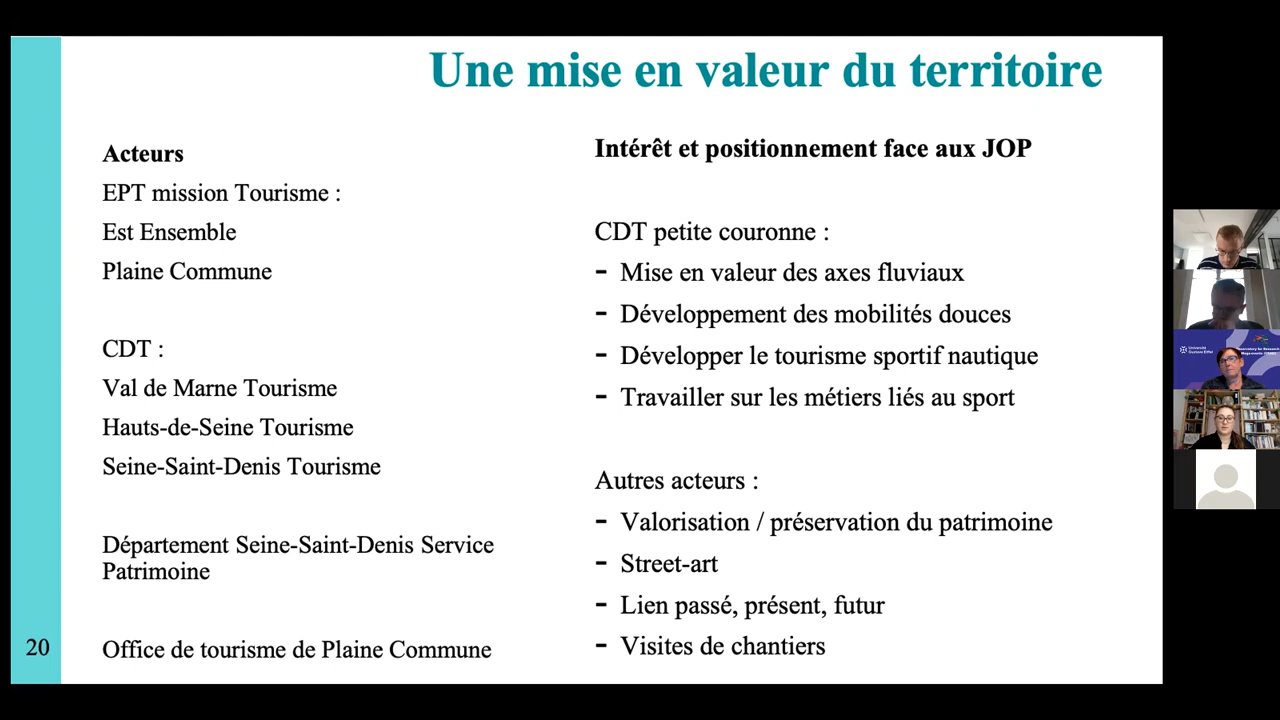 Une mise en valeur du territoire
Acteurs
EPT mission Tourisme :
Est Ensemble
Plaine Commune
CDT :
Val de Marne Tourisme
Hauts-de-Seine Tourisme
Seine-Saint-Denis Tourisme
Département Seine-Saint-Denis Service
Patrimoine
Office de tourisme de Plaine Commune
20
Intérêt et positionnement face aux JOP
CDT petite couronne :
- Mise en valeur des axes fluviaux
- Développement des mobilités douces
- Développer le tourisme sportif nautique
- Travailler sur les métiers liés au sport
Autres acteurs :
- Valorisation / préservation du patrimoine
- Street-art
- Lien passé, présent, futur
- Visites de chantiers
Université
Gustave Eiffel